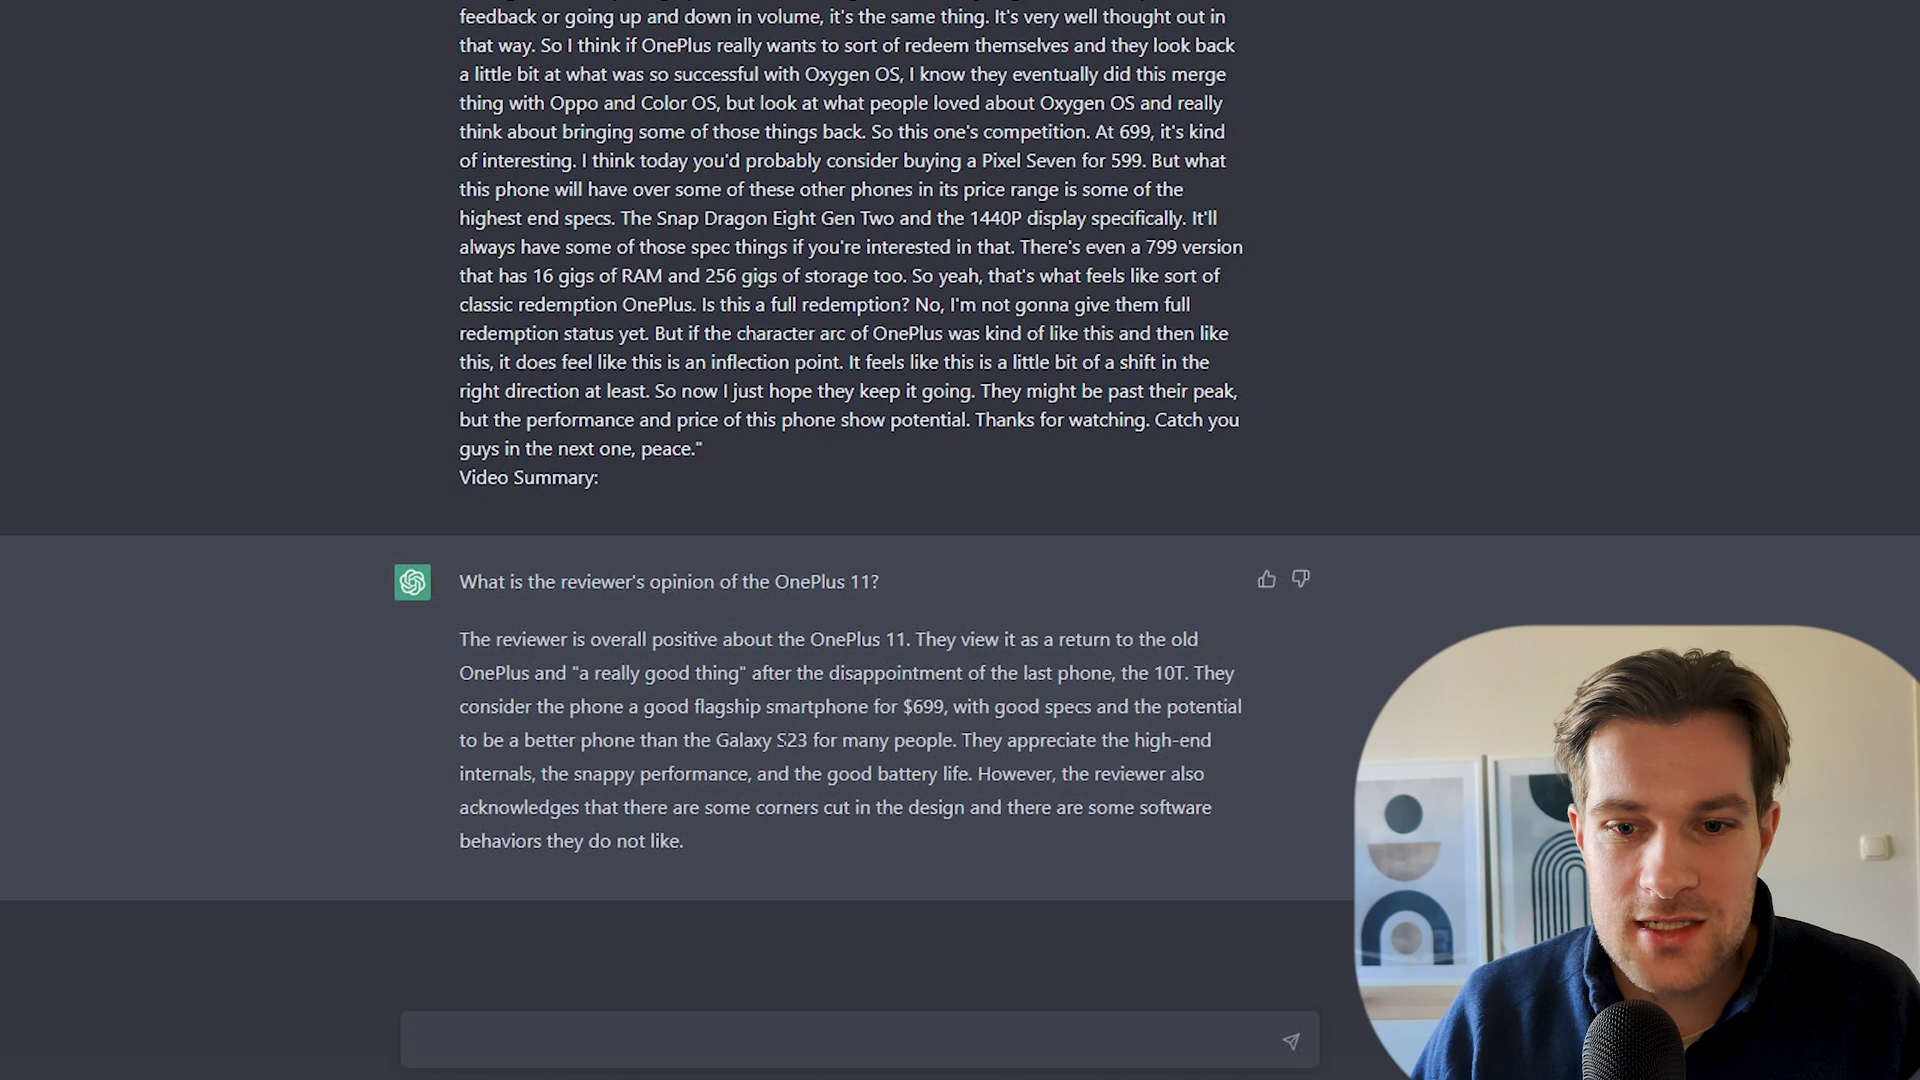 feedback or going up and down in volume, it's the same thing. It's very well thought out in
that way. So I think if OnePlus really wants to sort of redeem themselves and they look back
a little bit at what was so successful with Oxygen OS, I know they eventually did this merge
thing with Oppo and Color OS, but look at what people loved about Oxygen OS and really
think about bringing some of those things back. So this one's competition. At 699, it's kind
of interesting. I think today you'd probably consider buying a Pixel Seven for 599. But what
this phone will have over some of these other phones in its price range is some of the
highest end specs. The Snap Dragon Eight Gen Two and the 1440P display specifically. It'll
always have some of those spec things if you're interested in that. There's even a 799 version
that has 16 gigs of RAM and 256 gigs of storage too. So yeah, that's what feels like sort of
classic redemption OnePlus. Is this a full redemption? No, I'm not gonna give them full
redemption status yet. But if the character arc of OnePlus was kind of like this and then like
this, it does feel like this is an inflection point. It feels like this is a little bit of a shift in the
right direction at least. So now I just hope they keep it going. They might be past their peak,
but the performance and price of this phone show potential. Thanks for watching. Catch you
guys in the next one, peace."
Video Summary:
What is the reviewer's opinion of the OnePlus 11?
The reviewer is overall positive about the OnePlus 11. They view it as a return to the old
OnePlus and "a really good thing" after the disappointment of the last phone, the 10T. They
consider the phone a good flagship smartphone for $699, with good specs and the potential
to be a better phone than the Galaxy S23 for many people. They appreciate the high-end
internals, the snappy performance, and the good battery life. However, the reviewer also
acknowledges that there are some corners cut in the design and there are some software
behaviors they do not like.